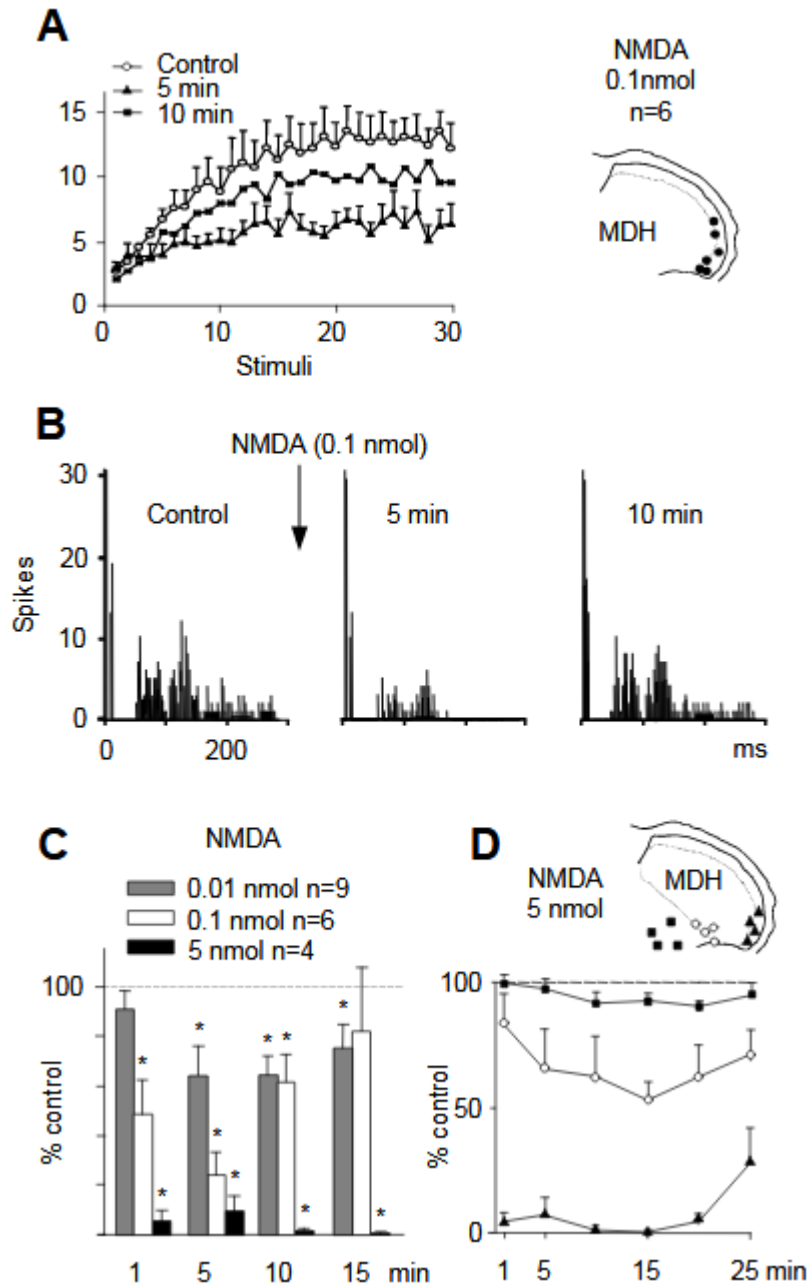 A
Control
5 min
10 min
15
10
5
0
0 10 20 30
Stimuli
NMDA
0.1nmol
n=6
MDH
B
NMDA (0.1 nmol)
Control
5 min
10 min
30
20
10
0
Spikes
0 200
ms
C
NMDA
0.01 nmol n=9
0.1 nmol n=6
5 nmol n=4
100
% control
* * * * * * * * * *
1 5 10 15 min
D
NMDA
5 nmol
MDH
100
50
0
% control
1 5 15 25 min